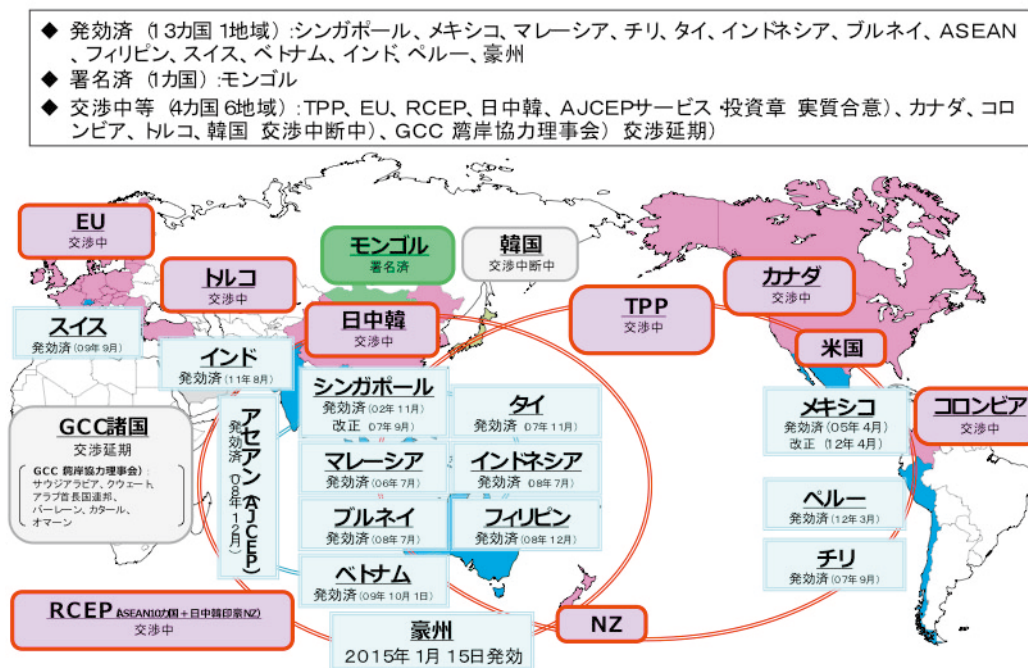 ◆ 発効済（13カ国1地域）:シンガポール、メキシコ、マレーシア、チリ、タイ、インドネシア、ブルネイ、ASEAN
、フィリピン、スイス、ベトナム、インド、ペルー、豪州
◆ 署名済（1カ国）:モンゴル
◆ 交渉中等（4カ国6地域）:TPP、EU、RCEP、日中韓、AJCEPサービス・投資章 実質合意）、カナダ、コロ
ンビア、トルコ、韓国 交渉中断中）、GCC 湾岸協力理事会） 交渉延期）
EU
交渉中
トルコ
交渉中
モンゴル
署名済
韓国
交渉中断中
日中韓
交渉中
TPP
交渉中
カナダ
交渉中
米国
スイス
発効済（09年9月）
インド
発効済（11年8月）
シンガポール
発効済（02年11月）
改正 07年9月）
タイ
発効済 07年11月）
メキシコ
発効済（05年4月）
改正（12年4月）
コロンビア
交渉中
GCC諸国
交渉延期
GCC 湾岸協力理事会）:
サウジアラビア、クウェート、
アラブ首長国連邦、
バーレーン、カタール、
オマーン
アセアン（AJCEP）
発効済 '08年12月）
マレーシア
発効済（06年7月）
インドネシア
発効済 08年7月）
ブルネイ
発効済（08年7月）
フィリピン
発効済（08年12月）
ペルー
発効済（12年3月）
ベトナム
発効済（09年10月1日）
チリ
発効済（07年9月）
RCEP（ASEAN10カ国＋日中韓印豪NZ）
交渉中
豪州
2015年1月15日発効
NZ